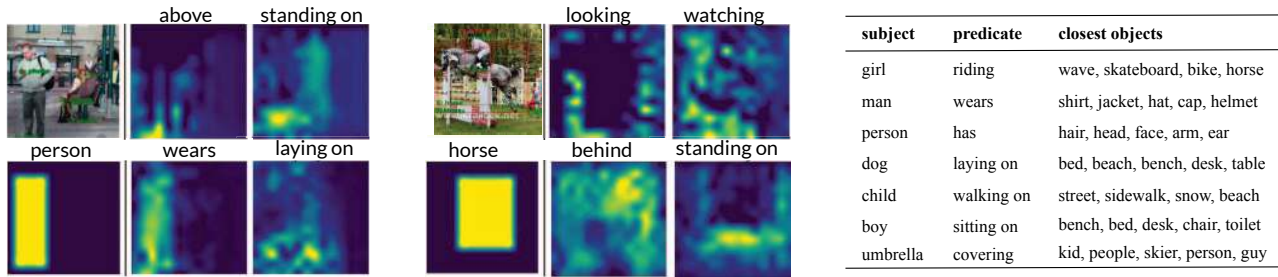 above standing on
person wears laying on
looking watching
horse behind standing on
subject predicate closest objects
girl riding wave, skateboard, bike, horse
man wears shirt, jacket, hat, cap, helmet
person has hair, head, face, arm, ear
dog laying on bed, beach, bench, desk, table
child walking on street, sidewalk, snow, beach
boy sitting on bench, bed, desk, chair, toilet
umbrella covering kid, people, skier, person, guy